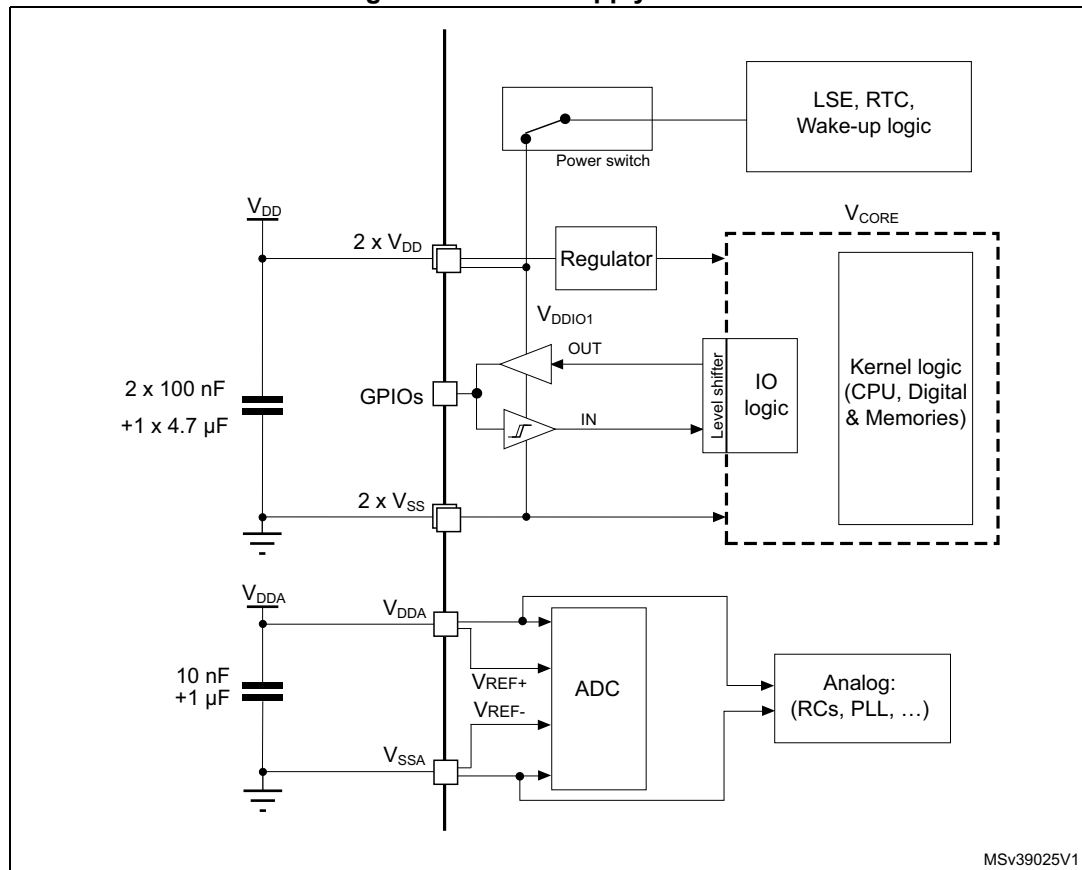 LSE, RTC,
Wake-up logic
Power switch
VDD
VCORE
2 x VDD
Regulator
VDDIO1
OUT
2 x 100 nF
+1 x 4.7 µF
GPIOs
Level shifter
IO
logic
Kernel logic
(CPU, Digital
& Memories)
IN
2 x VSS
VDDA
VDDA
10 nF
+1 µF
VREF+
ADC
VREF-
Analog:
(RCs, PLL, …)
VSSA
MSv39025V1